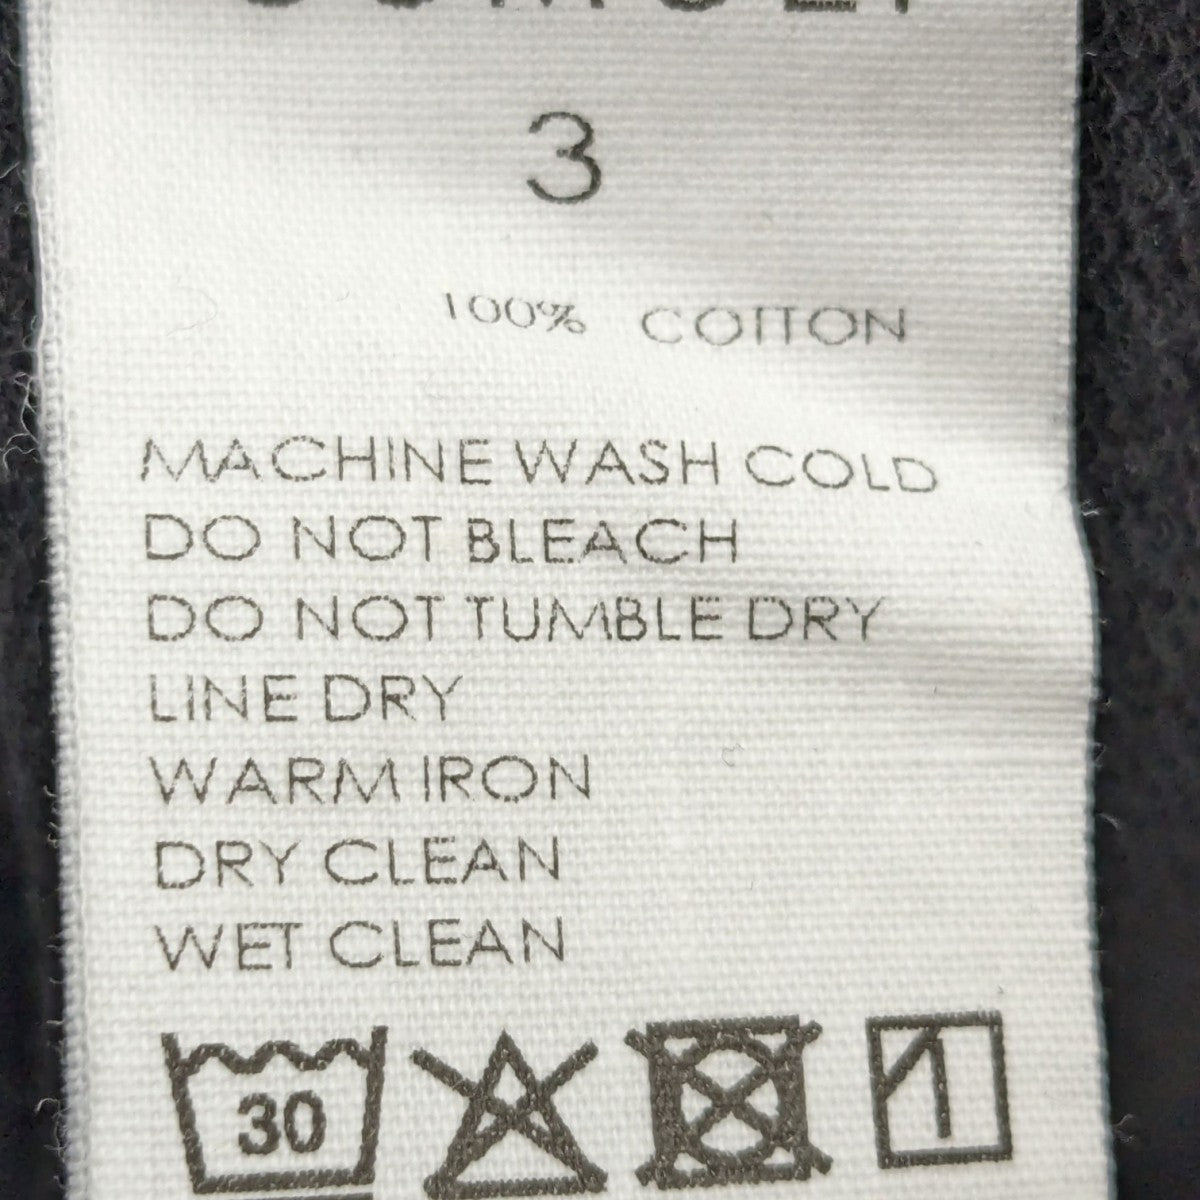 3
100% COTTON
MACHINE WASH COLD
DO NOT BLEACH
DO NOT TUMBLE DRY
LINE DRY
WARM IRON
DRY CLEAN
WET CLEAN
30